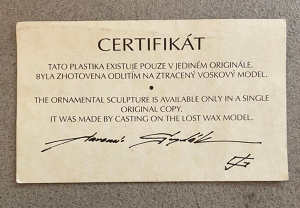 CERTIFIKÁT
TATO PLASTIKA EXISTUJE POUZE V JEDINÉM ORIGINÁLE.
BYLA ZHOTOVENA ODLITÍM NA ZTRACENÝ VOSKOVÝ MODEL.
•
THE ORNAMENTAL SCULPTURE IS AVAILABLE ONLY IN A SINGLE
ORIGINAL COPY.
IT WAS MADE BY CASTING ON THE LOST WAX MODEL.